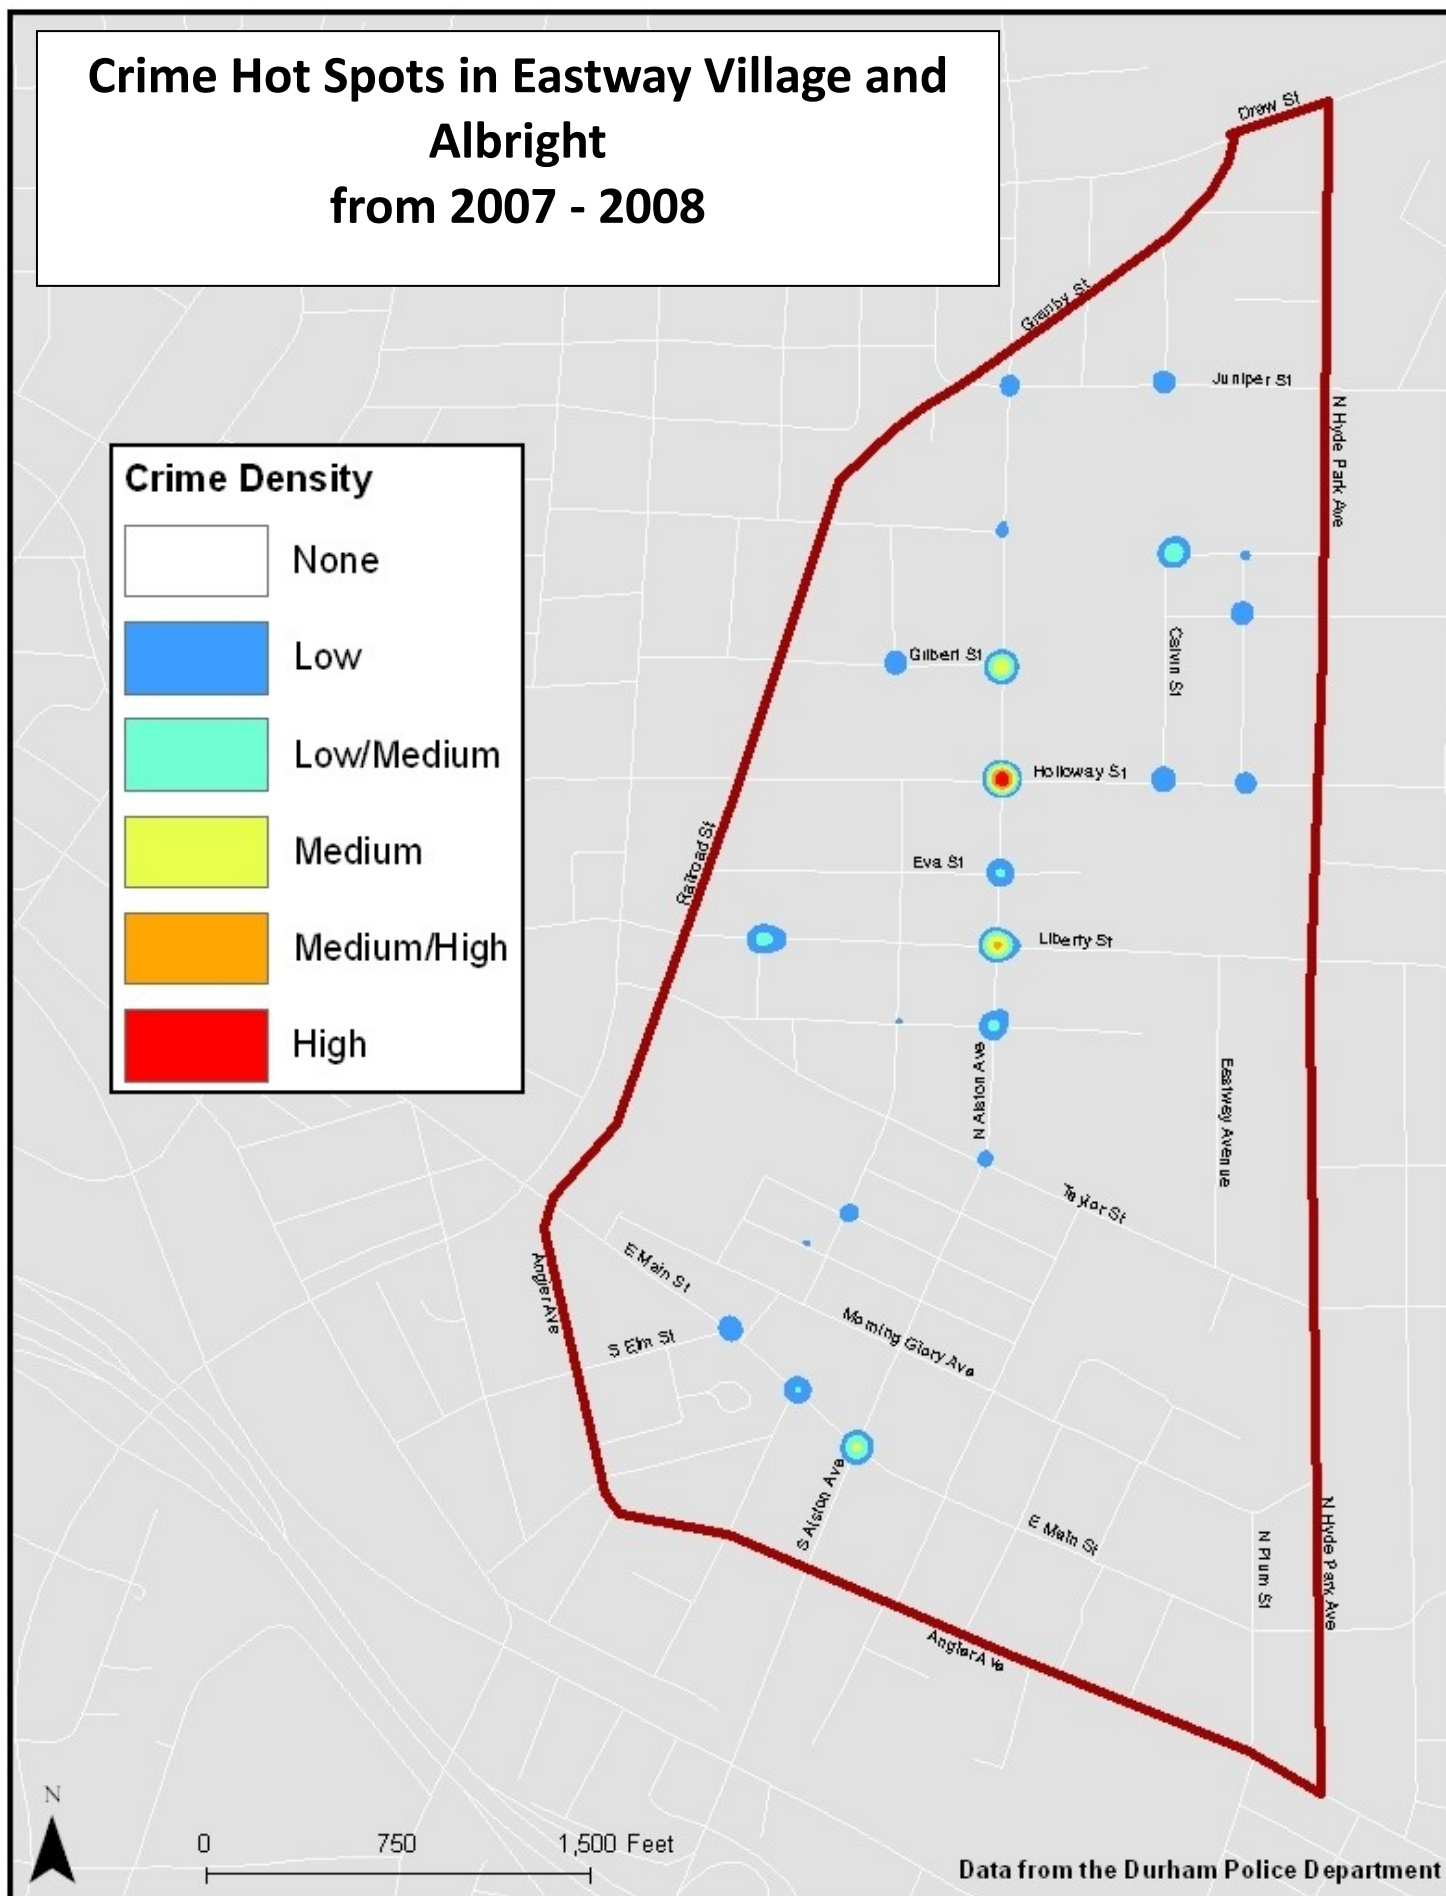 Crime Hot Spots in Eastway Village and
Albright
from 2007 - 2008
Drew St
Granby St
Juniper St
N Hyde Park Ave
Crime Density
None
Low
Low/Medium
Medium
Medium/High
High
Calvin St
Gilbert St
Holloway St
Railroad St
Eva St
Liberty St
N Alston Ave
Eastway Avenue
Taylor St
E Main St
Angier Ave
S Elm St
Morning Glory Ave
S Alston Ave
E Main St
N Plum St
N Hyde Park Ave
Angier Ave
N
0 750 1,500 Feet
Data from the Durham Police Department